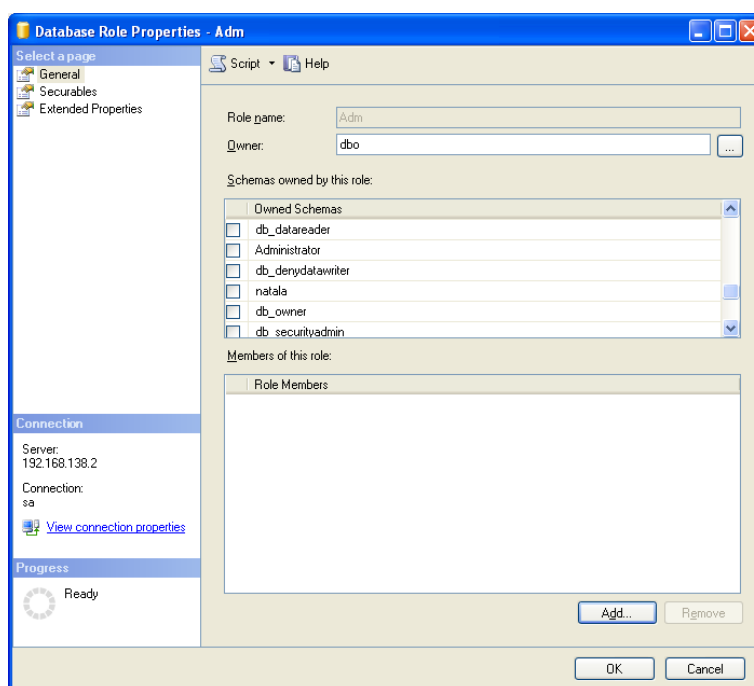 Database Role Properties - Adm
Select a page
General
Securables
Extended Properties
Script
Help
Role name:
Adm
Owner:
dbo
...
Schemas owned by this role:
Owned Schemas
db_datareader
Administrator
db_denydatawriter
natala
db_owner
db_securityadmin
Members of this role:
Role Members
Connection
Server:
192.168.138.2
Connection:
sa
View connection properties
Progress
Ready
Add...
Remove
OK
Cancel